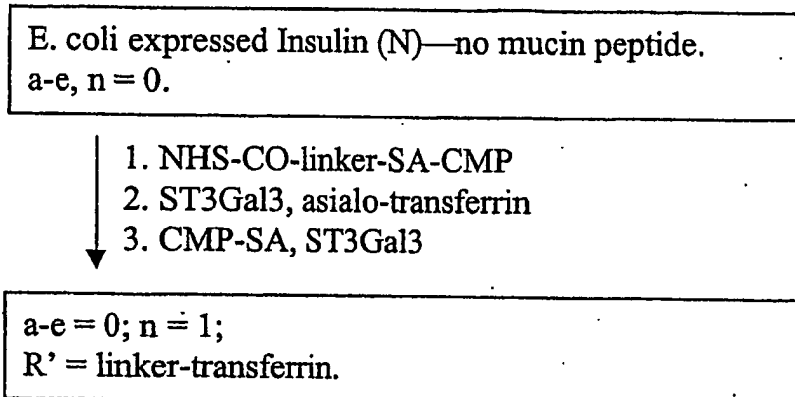 E. coli expressed Insulin (N)—no mucin peptide.
a-e, n = 0.
1. NHS-CO-linker-SA-CMP
2. ST3Gal3, asialo-transferrin
3. CMP-SA, ST3Gal3
a-e = 0; n = 1;
R’ = linker-transferrin.